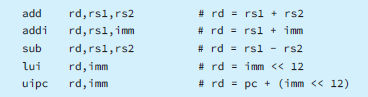 add rd,rs1,rs2 # rd = rs1 + rs2
addi rd,rs1,imm # rd = rs1 + imm
sub rd,rs1,rs2 # rd = rs1 - rs2
lui rd,imm # rd = imm << 12
uipc rd,imm # rd = pc + (imm << 12)